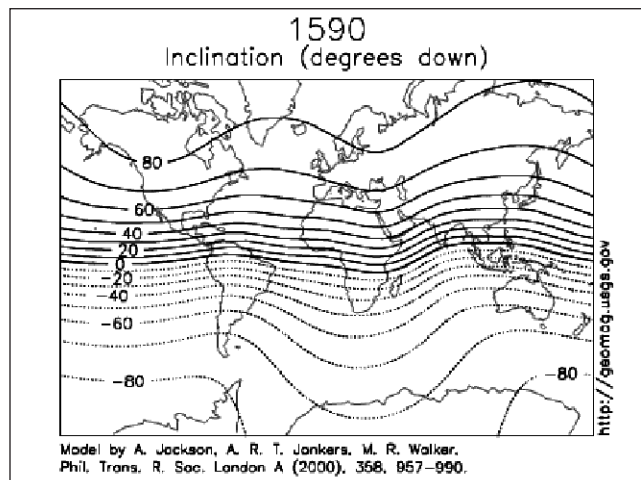 1590
Inclination (degrees down)
80
60
40
20
0
-20
-40
-60
-80
-80
http://geomag.usgs.gov
Model by A. Jackson, A. R. T. Jonkers, M. R. Walker,
Phil. Trans. R. Soc. London A (2000), 358, 957-990.